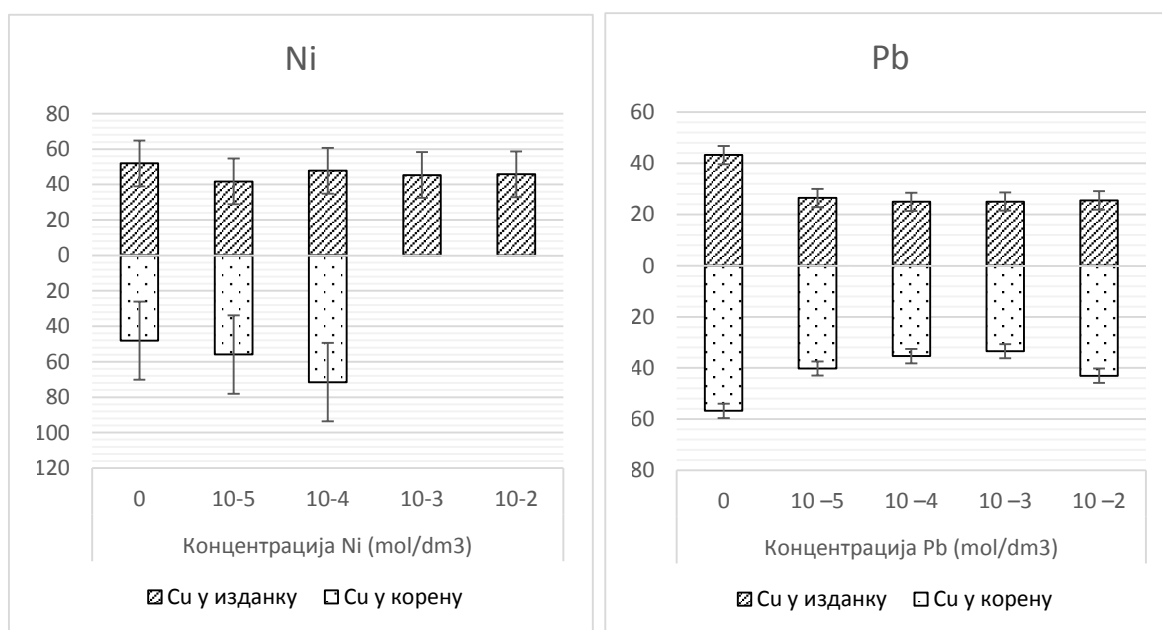 Ni
80
60
40
20
0
20
40
60
80
100
120
0 10-5 10-4 10-3 10-2
Концентрација Ni (mol/dm3)
Cu у изданку Cu у корену
Pb
60
40
20
0
20
40
60
80
0 10 –5 10 –4 10 –3 10 –2
Концентрација Pb (mol/dm3)
Cu у изданку Cu у корену